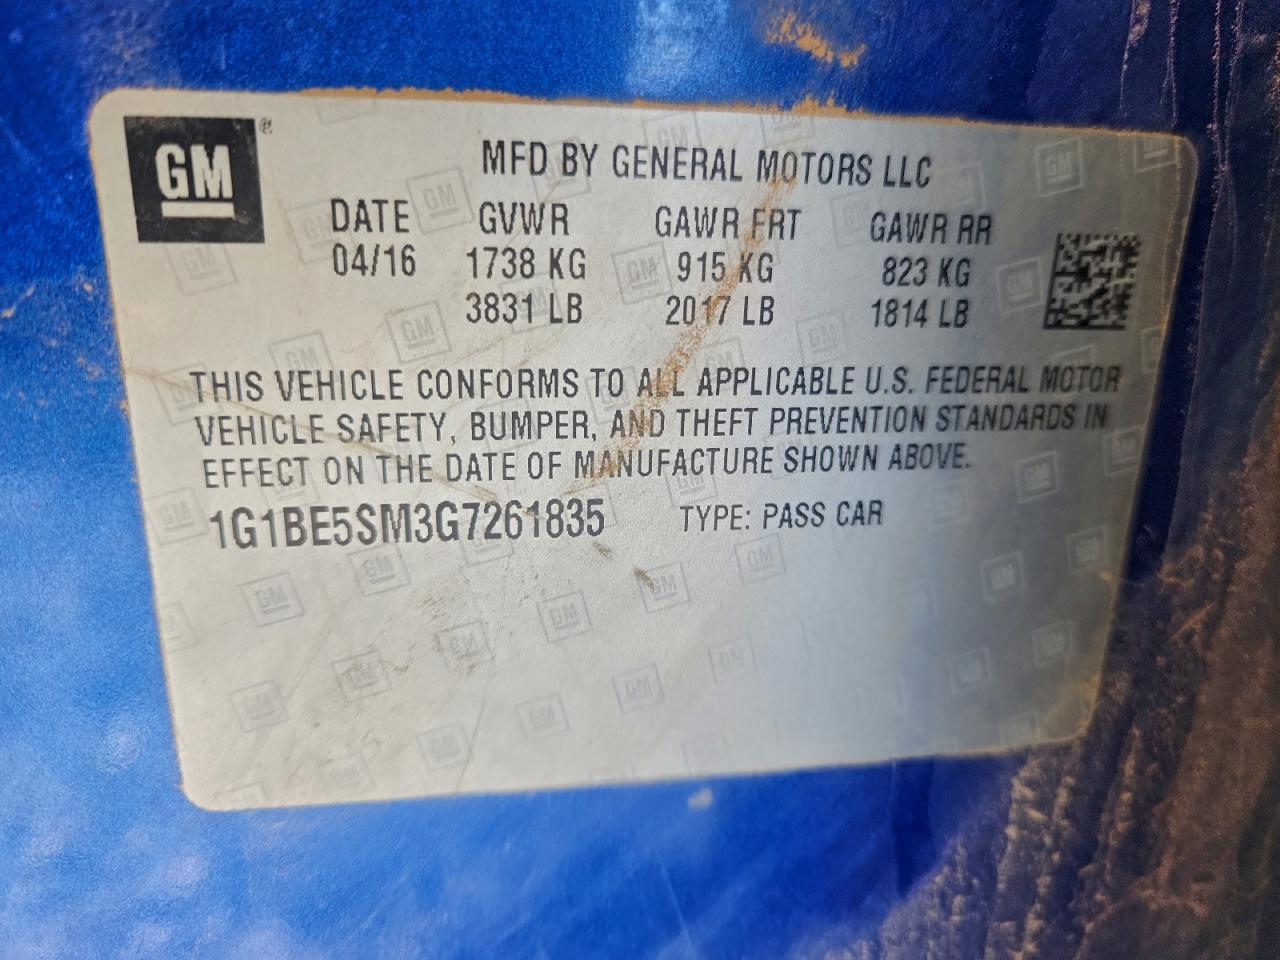 GM ®
MFD BY GENERAL MOTORS LLC
DATE GVWR GAWR FRT GAWR RR
04/16 1738 KG 915 KG 823 KG
3831 LB 2017 LB 1814 LB
THIS VEHICLE CONFORMS TO ALL APPLICABLE U.S. FEDERAL MOTOR
VEHICLE SAFETY, BUMPER, AND THEFT PREVENTION STANDARDS IN
EFFECT ON THE DATE OF MANUFACTURE SHOWN ABOVE.
1G1BE5SM3G7261835 TYPE: PASS CAR